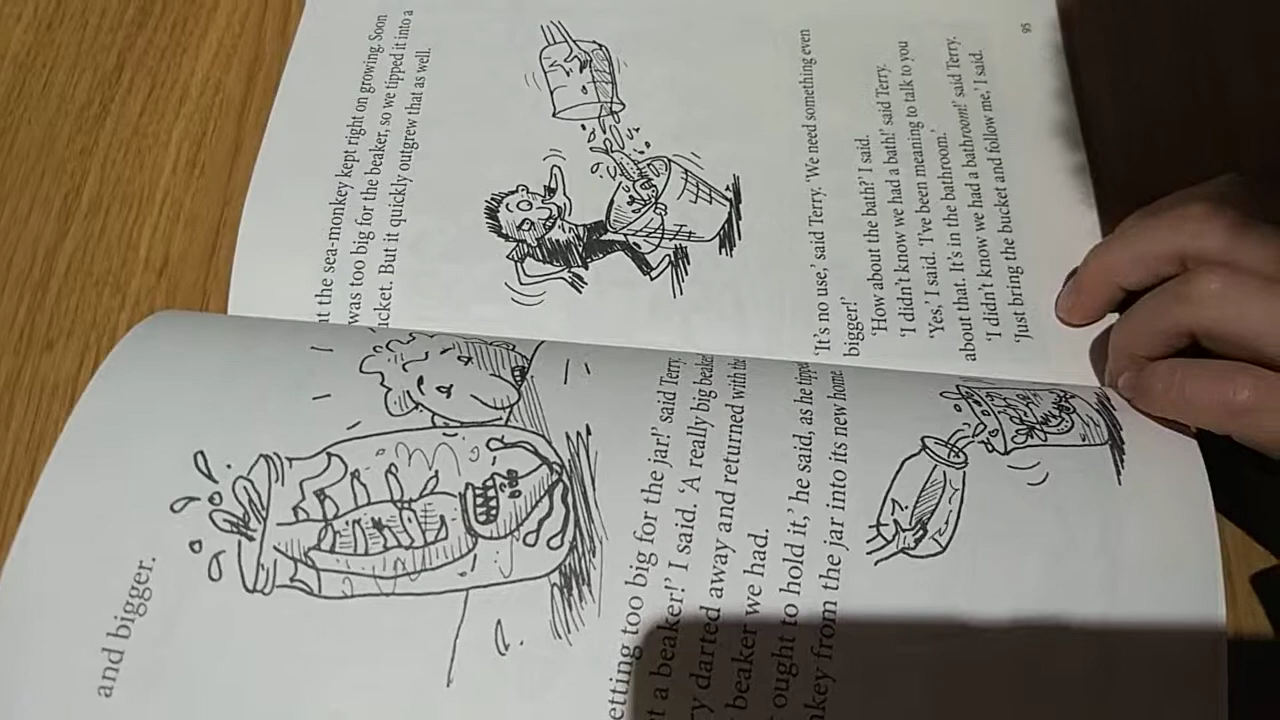 and bigger.
etting too big for the jar!' said Terry.
t a beaker!' I said. 'A really big beaker
ry darted away and returned with the
beaker we had.
ought to hold it,' he said, as he tipped
nkey from the jar into its new home.
t the sea-monkey kept right on growing. Soon
was too big for the beaker, so we tipped it into a
ucket. But it quickly outgrew that as well.
'It's no use,' said Terry. 'We need something even
bigger!'
'How about the bath?' I said.
'I didn't know we had a bath!' said Terry.
'Yes,' I said. 'I've been meaning to talk to you
about that. It's in the bathroom.'
'I didn't know we had a bathroom!' said Terry.
'Just bring the bucket and follow me,' I said.
95